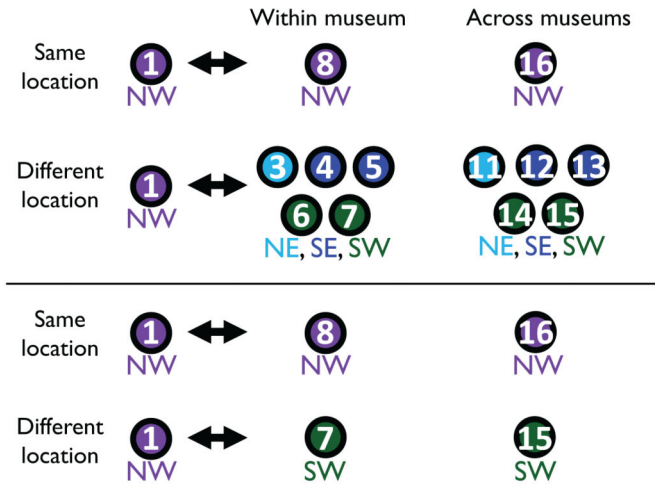 Within museum Across museums
Same location 1 8 16
NW NW NW
Different location 1 3 4 5 11 12 13
6 7 14 15
NW NE, SE, SW NE, SE, SW
Same location 1 8 16
NW NW NW
Different location 1 7 15
NW SW SW